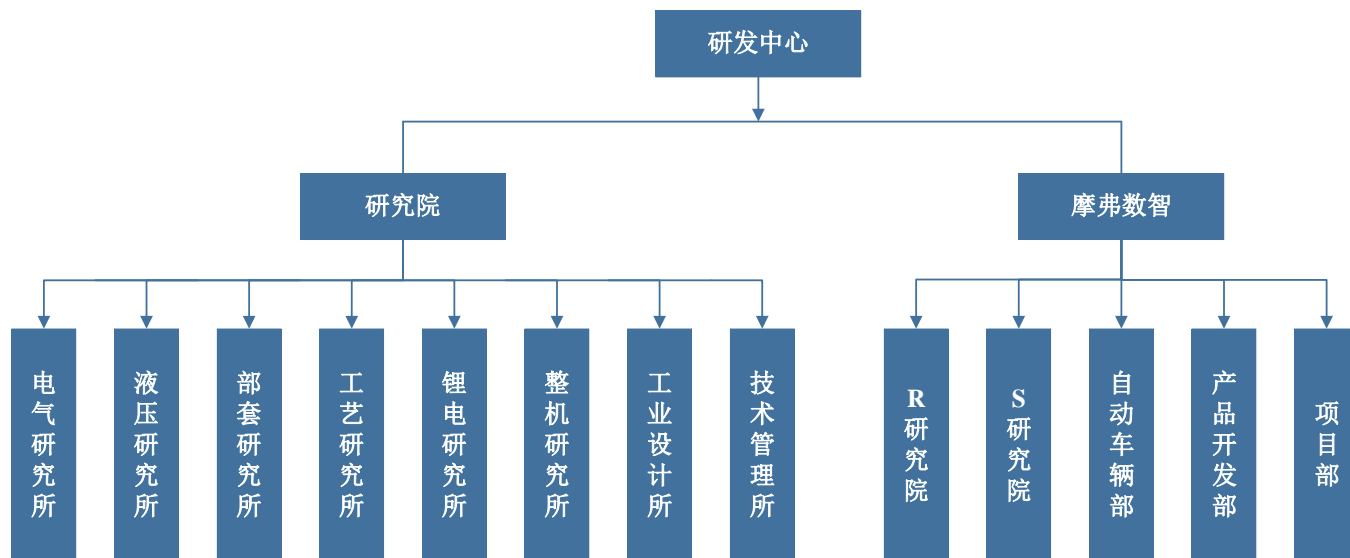 研发中心
研究院
摩弗数智
电气研究所
液压研究所
部套研究所
工艺研究所
锂电研究所
整机研究所
工业设计所
技术管理所
R研究院
S研究院
自动车辆部
产品开发部
项目部